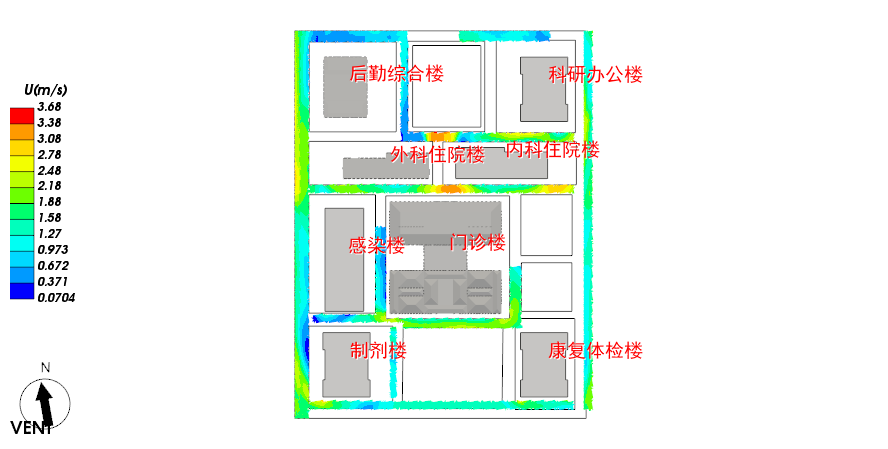 后勤综合楼
科研办公楼
U(m/s)
3.68
3.38
3.08
2.78
2.48
2.18
1.88
1.58
1.27
0.973
0.672
0.371
0.0704
外科住院楼
内科住院楼
感染楼
门诊楼
制剂楼
康复体检楼
N
VENT